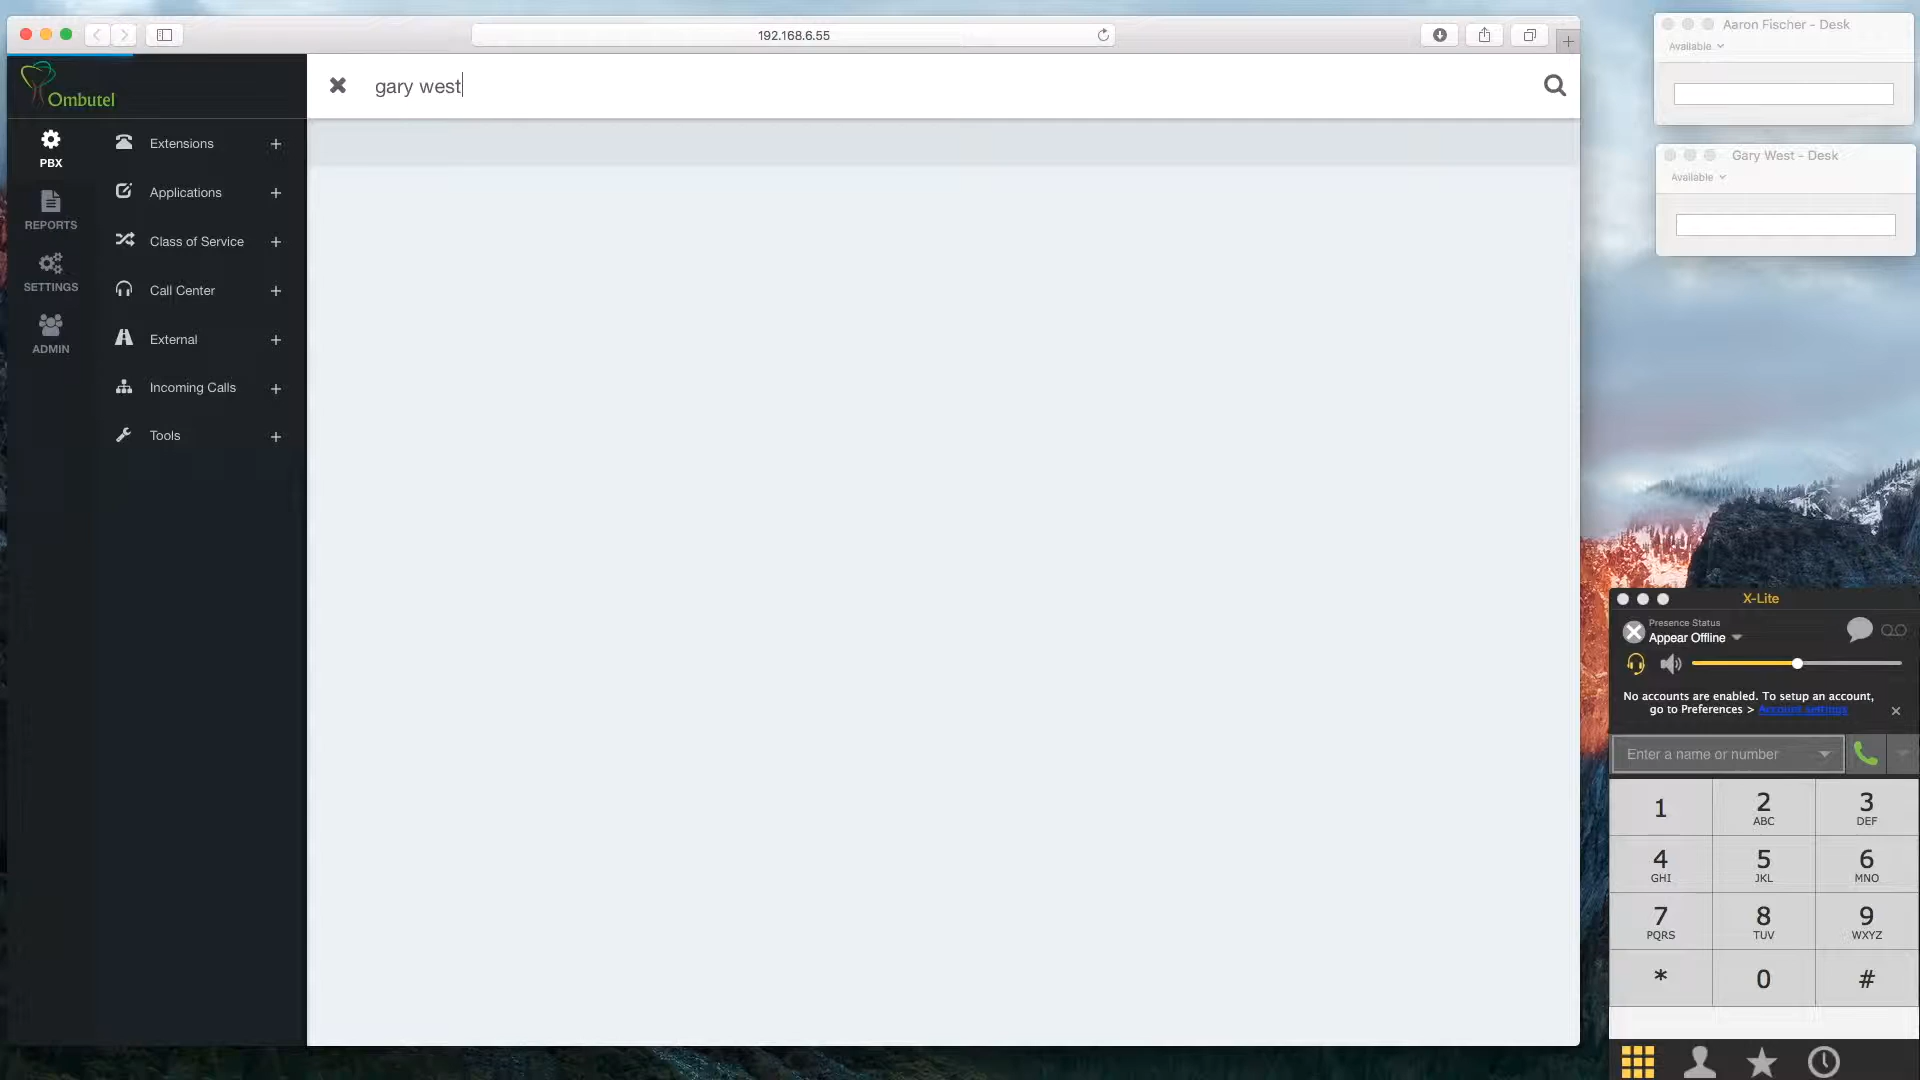 192.168.6.55
Ombutel
gary west
PBX
REPORTS
SETTINGS
ADMIN
Extensions +
Applications +
Class of Service +
Call Center +
External +
Incoming Calls +
Tools +
Aaron Fischer - Desk
Available
Gary West - Desk
Available
X-Lite
Presence Status
Appear Offline
No accounts are enabled. To setup an account,
go to Preferences > Account settings
Enter a name or number
1
2
ABC
3
DEF
4
GHI
5
JKL
6
MNO
7
PQRS
8
TUV
9
WXYZ
*
0
#